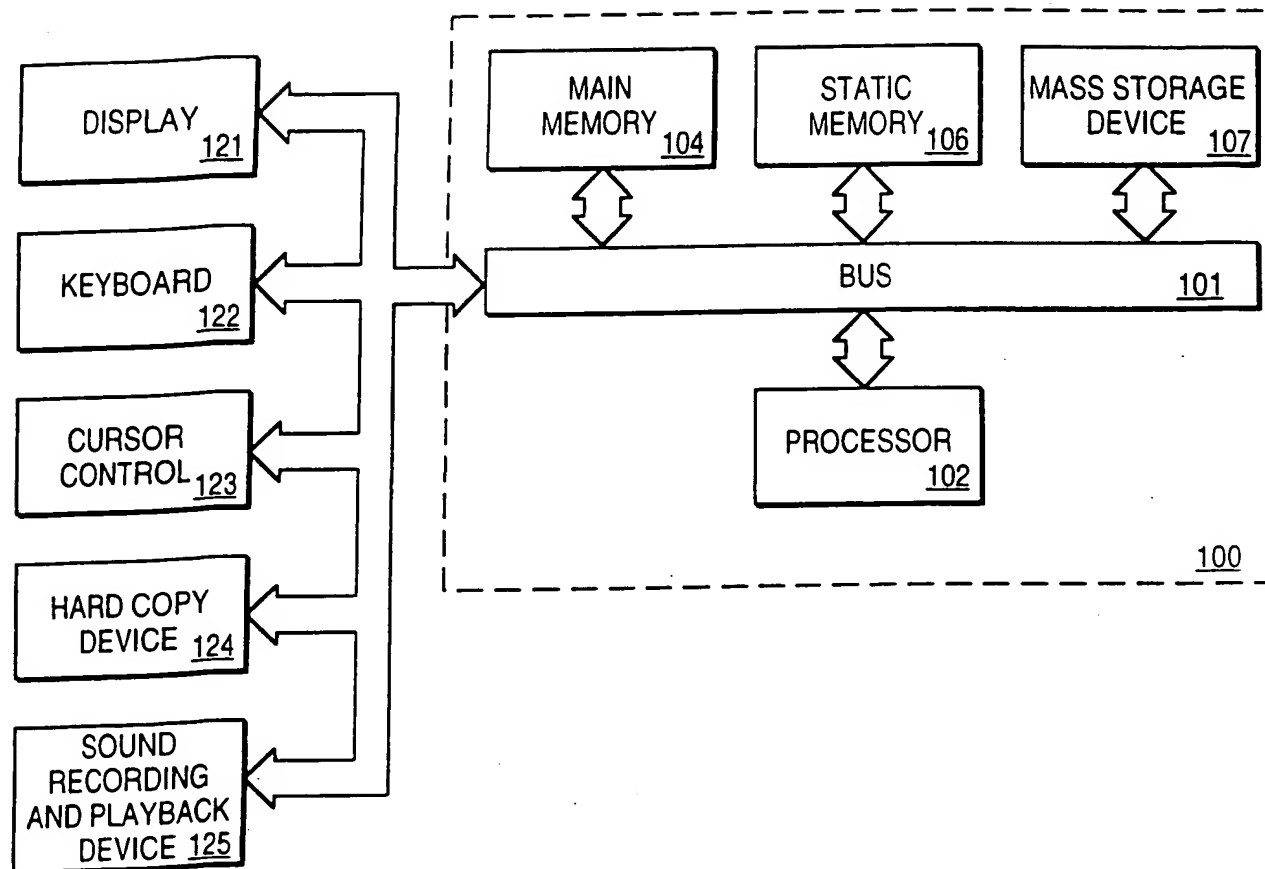 DISPLAY
121
KEYBOARD
122
CURSOR
CONTROL
123
HARD COPY
DEVICE 124
SOUND
RECORDING
AND PLAYBACK
DEVICE 125
MAIN
MEMORY
104
STATIC
MEMORY
106
MASS STORAGE
DEVICE
107
BUS
101
PROCESSOR
102
100